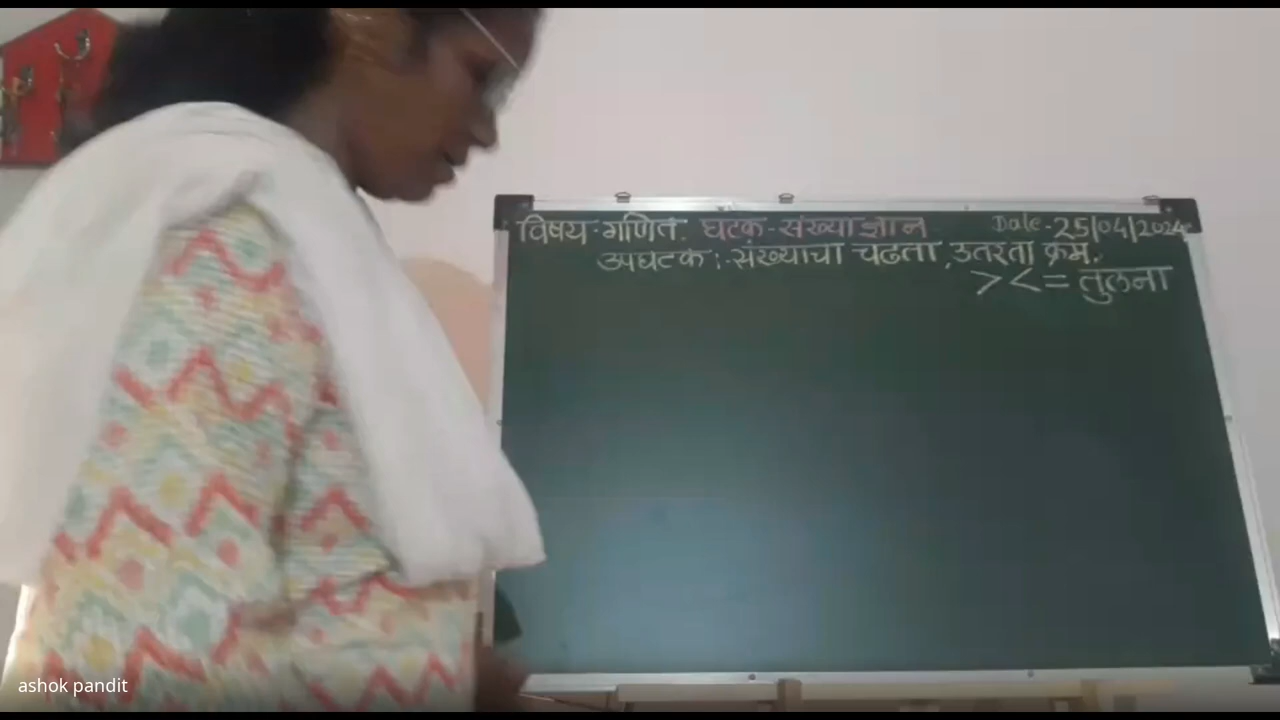 विषय-गणित. घटक-संख्याज्ञान Date-25/04/2024
उपघटक:-संख्याचा चढता,उतरता क्रम.
> < = तुलना
ashok pandit